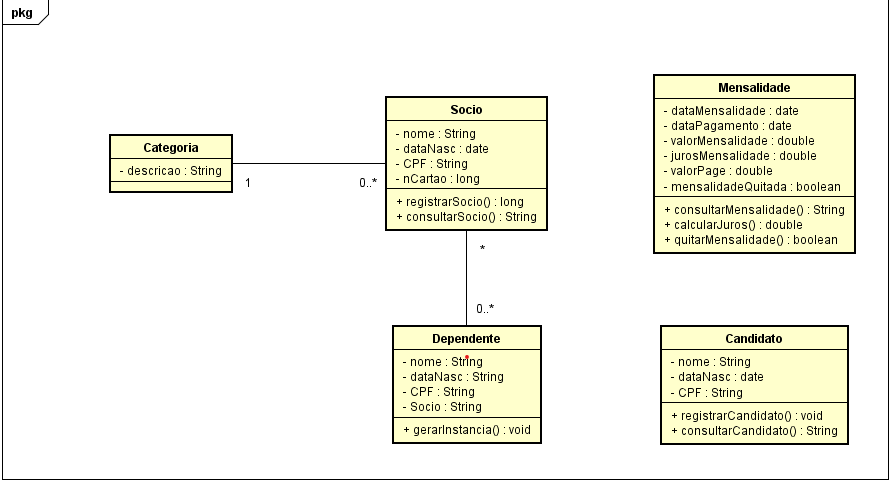 pkg
Categoria
- descricao : String
1
0..*
Socio
- nome : String
- dataNasc : date
- CPF : String
- nCartao : long
+ registrarSocio() : long
+ consultarSocio() : String
*
0..*
Dependente
- nome : String
- dataNasc : String
- CPF : String
- Socio : String
+ gerarInstancia() : void
Mensalidade
- dataMensalidade : date
- dataPagamento : date
- valorMensalidade : double
- jurosMensalidade : double
- valorPage : double
- mensalidadeQuitada : boolean
+ consultarMensalidade() : String
+ calcularJuros() : double
+ quitarMensalidade() : boolean
Candidato
- nome : String
- dataNasc : date
- CPF : String
+ registrarCandidato() : void
+ consultarCandidato() : String